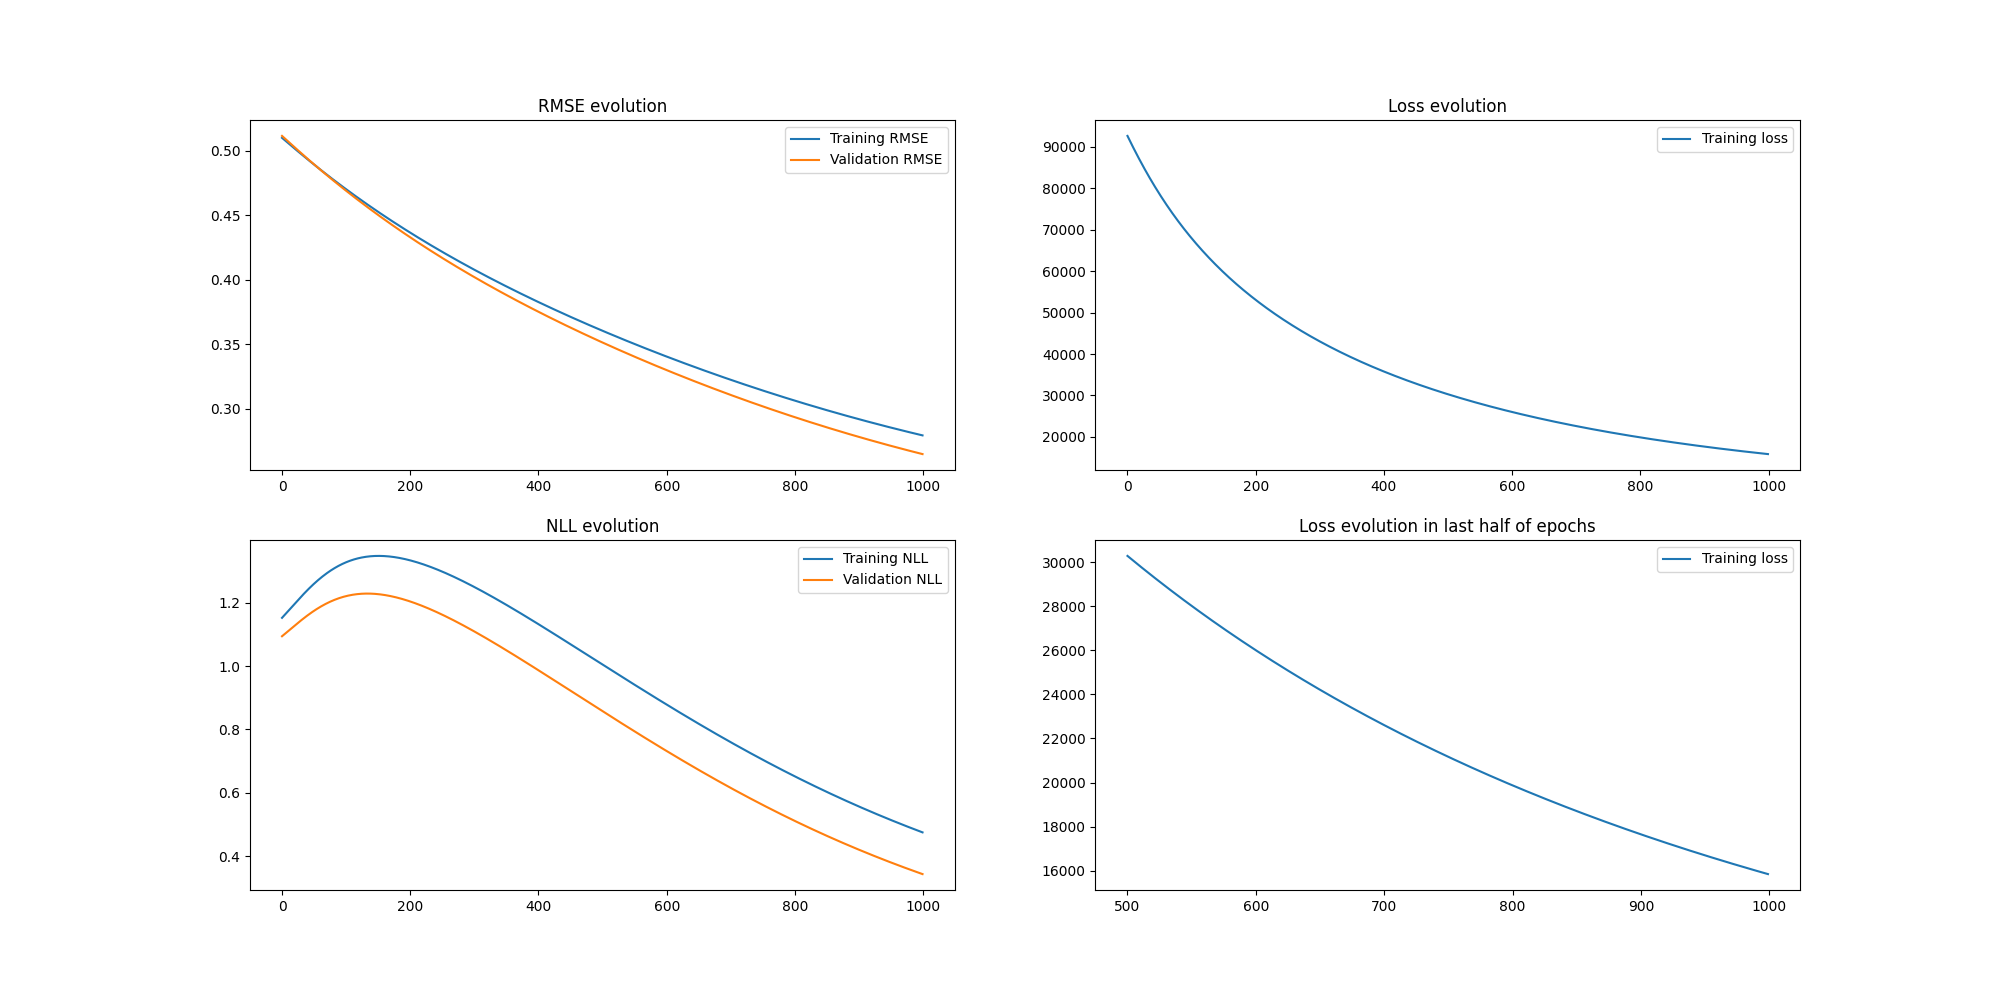 RMSE evolution
Training RMSE
Validation RMSE
0.50
0.45
0.40
0.35
0.30
0 200 400 600 800 1000
Loss evolution
Training loss
90000
80000
70000
60000
50000
40000
30000
20000
0 200 400 600 800 1000
NLL evolution
Training NLL
Validation NLL
1.2
1.0
0.8
0.6
0.4
0 200 400 600 800 1000
Loss evolution in last half of epochs
Training loss
30000
28000
26000
24000
22000
20000
18000
16000
500 600 700 800 900 1000